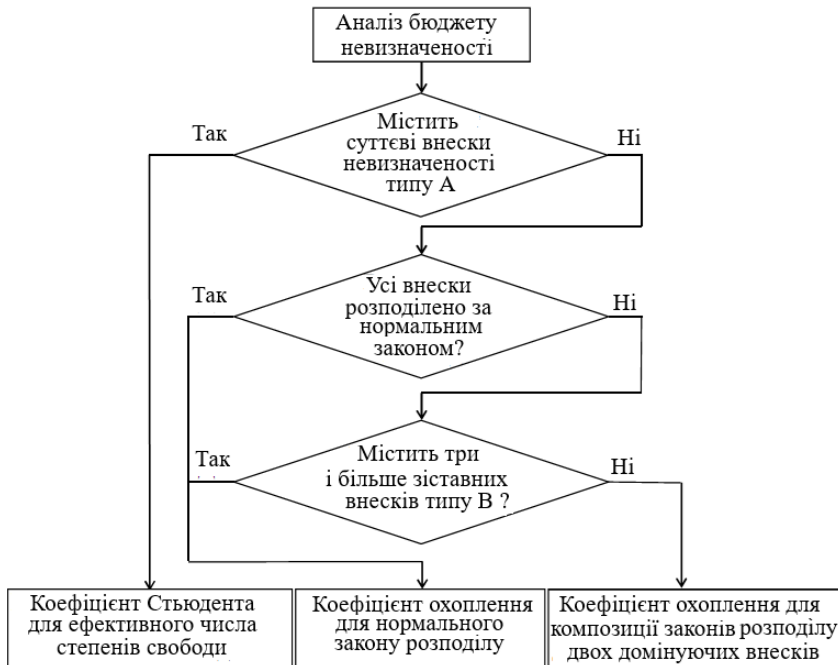 Аналіз бюджету
невизначеності
Так
Містить
суттєві внески
невизначеності
типу А
Ні
Так
Усі внески
розподілено за
нормальним
законом?
Ні
Так
Містить три
і більше зіставних
внесків типу В ?
Ні
Коефіцієнт Стьюдента
для ефективного числа
степенів свободи
Коефіцієнт охоплення
для нормального
закону розподілу
Коефіцієнт охоплення для
композиції законів розподілу
двох домінуючих внесків